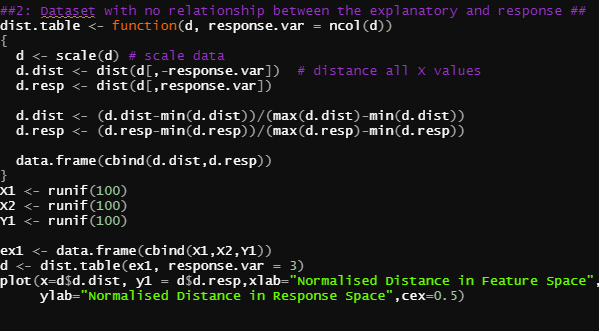 ##2: Dataset with no relationship between the explanatory and response ##
dist.table <- function(d, response.var = ncol(d))
{
  d <- scale(d) # scale data
  d.dist <- dist(d[,-response.var])  # distance all X values
  d.resp <- dist(d[,response.var])
  d.dist <- (d.dist-min(d.dist))/(max(d.dist)-min(d.dist))
  d.resp <- (d.resp-min(d.resp))/(max(d.resp)-min(d.resp))
  data.frame(cbind(d.dist,d.resp))
}
X1 <- runif(100)
X2 <- runif(100)
Y1 <- runif(100)
ex1 <- data.frame(cbind(X1,X2,Y1))
d <- dist.table(ex1, response.var = 3)
plot(x=d$d.dist, y1 = d$d.resp,xlab="Normalised Distance in Feature Space",
     ylab="Normalised Distance in Response Space",cex=0.5)